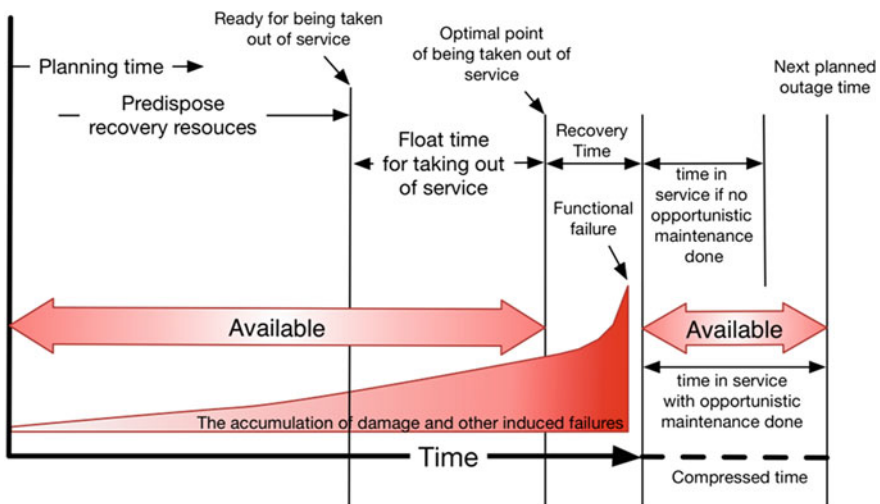 Ready for being taken
out of service
Optimal point
of being taken out of
service
Next planned
outage time
Planning time
Predispose
recovery resouces
Float time
for taking out
of service
Recovery
Time
time in
service if no
opportunistic
maintenance
done
Functional
failure
Available
Available
time in service
with opportunistic
maintenance done
The accumulation of damage and other induced failures
Time
Compressed time